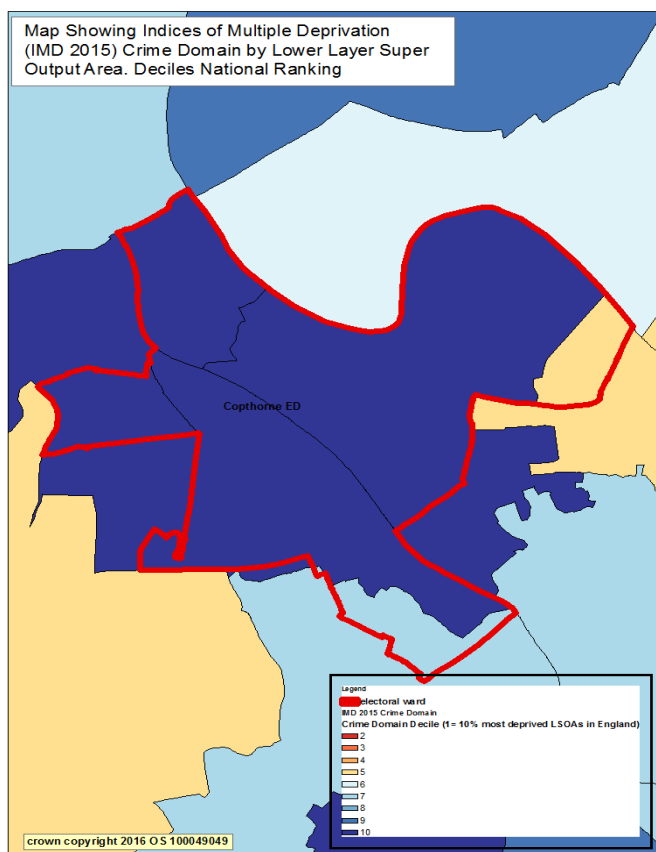 Map Showing Indices of Multiple Deprivation
(IMD 2015) Crime Domain by Lower Layer Super
Output Area. Deciles National Ranking
Copthorne ED
Legend
electoral ward
IMD 2015 Crime Domain
Crime Domain Decile (1= 10% most deprived LSOAs in England)
2
3
4
5
6
7
8
9
10
crown copyright 2016 OS 100049049